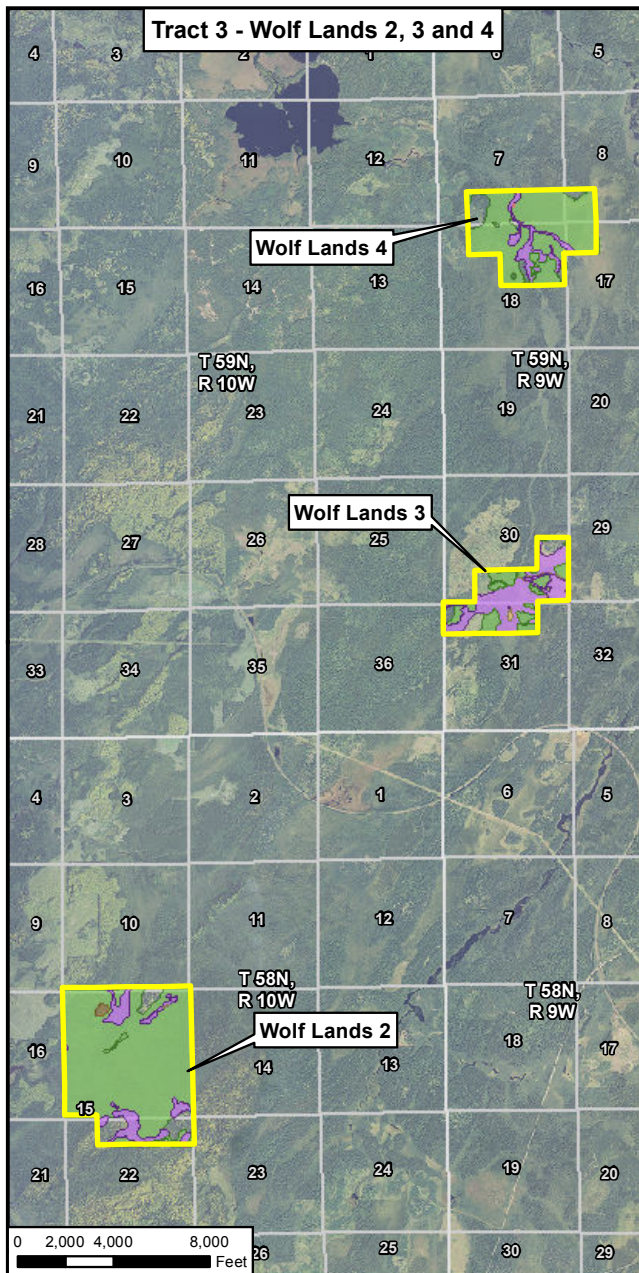 Tract 3 - Wolf Lands 2, 3 and 4
4 3 2 1 6 5
9 10 11 12 7 8
Wolf Lands 4
16 15 14 13 18 17
T 59N,
R 10W
T 59N,
R 9W
21 22 23 24 19 20
Wolf Lands 3
28 27 26 25 30 29
33 34 35 36 31 32
4 3 2 1 6 5
9 10 11 12 7 8
T 58N,
R 10W
T 58N,
R 9W
Wolf Lands 2
16 15 14 13 18 17
21 22 23 24 19 20
26 25 30 29
0 2,000 4,000 8,000
Feet